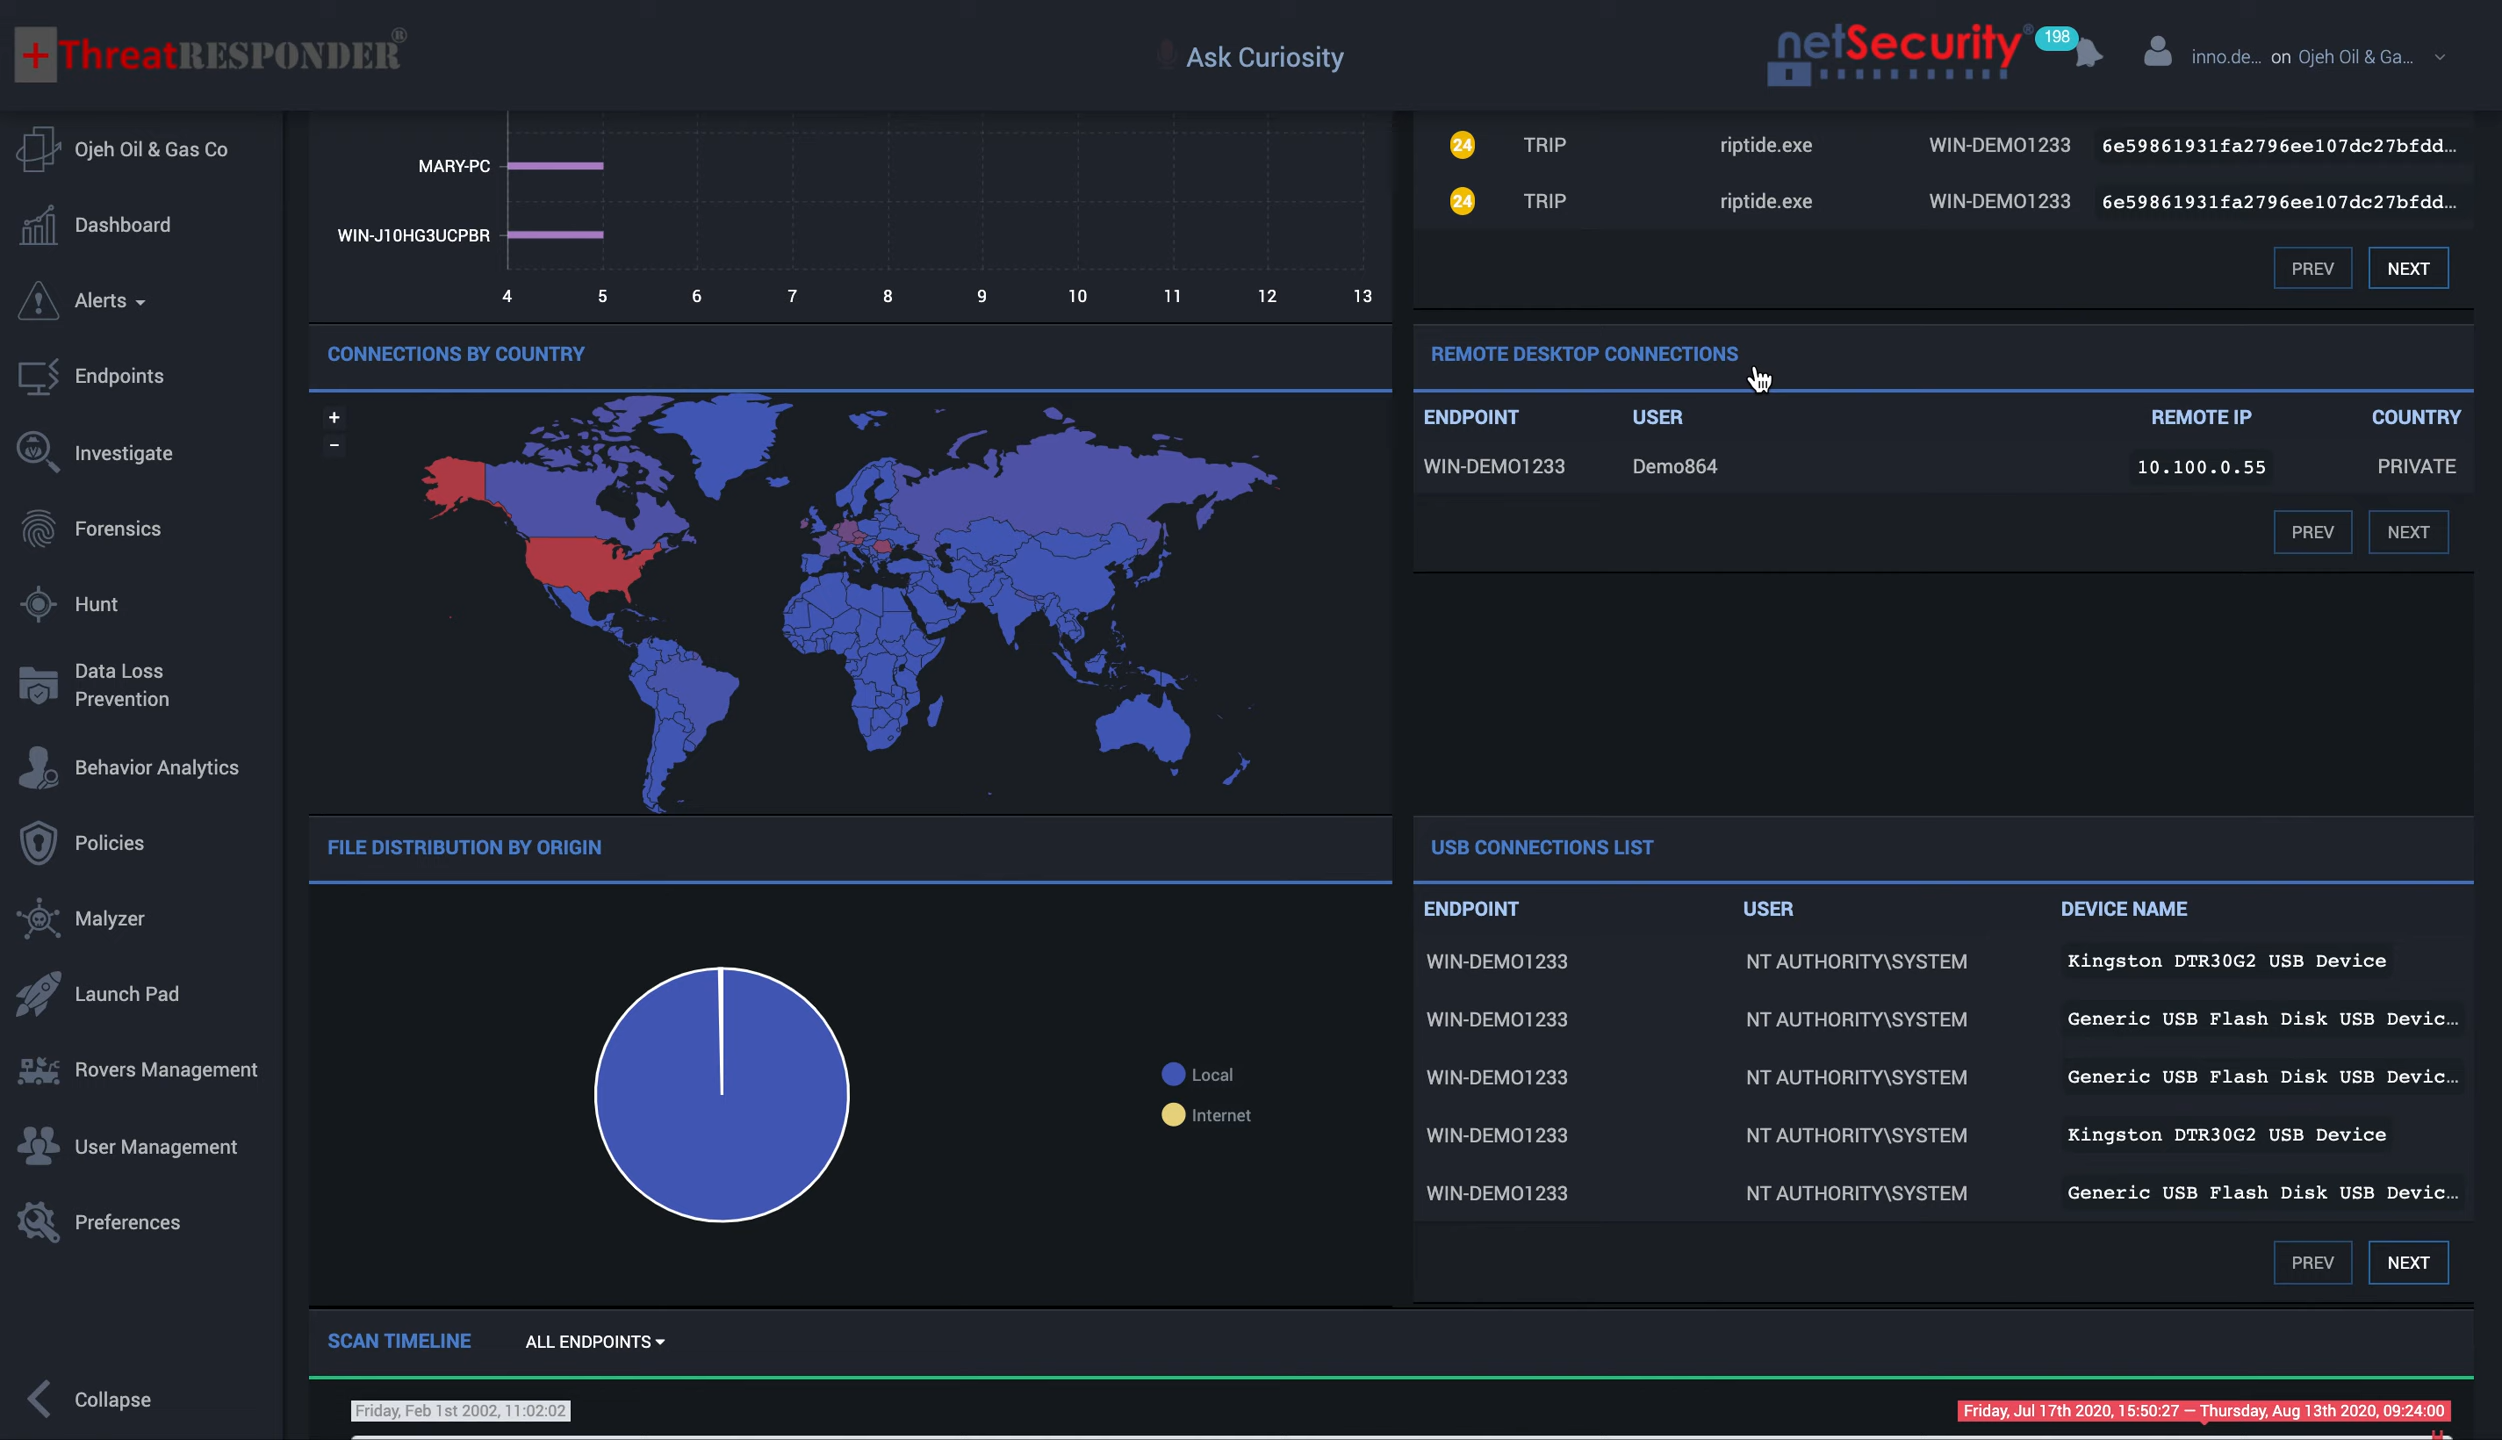 ThreatRESPONDER®
Ask Curiosity
netSecurity®
198
inno.de... on Ojeh Oil & Ga...
Ojeh Oil & Gas Co
Dashboard
Alerts
Endpoints
Investigate
Forensics
Hunt
Data Loss
Prevention
Behavior Analytics
Policies
Malyzer
Launch Pad
Rovers Management
User Management
Preferences
Collapse
MARY-PC
WIN-J10HG3UCPBR
4 5 6 7 8 9 10 11 12 13
24 TRIP riptide.exe WIN-DEMO1233 6e59861931fa2796ee107dc27bfdd...
24 TRIP riptide.exe WIN-DEMO1233 6e59861931fa2796ee107dc27bfdd...
PREV NEXT
CONNECTIONS BY COUNTRY
+
−
REMOTE DESKTOP CONNECTIONS
ENDPOINT USER REMOTE IP COUNTRY
WIN-DEMO1233 Demo864 10.100.0.55 PRIVATE
PREV NEXT
FILE DISTRIBUTION BY ORIGIN
Local
Internet
USB CONNECTIONS LIST
ENDPOINT USER DEVICE NAME
WIN-DEMO1233 NT AUTHORITY\SYSTEM Kingston DTR30G2 USB Device
WIN-DEMO1233 NT AUTHORITY\SYSTEM Generic USB Flash Disk USB Devic...
WIN-DEMO1233 NT AUTHORITY\SYSTEM Generic USB Flash Disk USB Devic...
WIN-DEMO1233 NT AUTHORITY\SYSTEM Kingston DTR30G2 USB Device
WIN-DEMO1233 NT AUTHORITY\SYSTEM Generic USB Flash Disk USB Devic...
PREV NEXT
SCAN TIMELINE ALL ENDPOINTS
Friday, Feb 1st 2002, 11:02:02
Friday, Jul 17th 2020, 15:50:27 — Thursday, Aug 13th 2020, 09:24:00